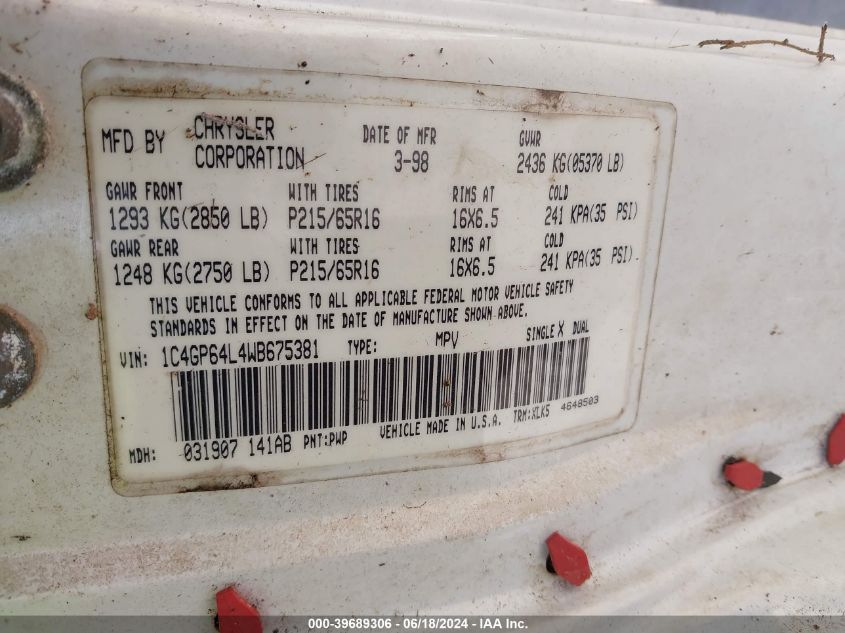 MFD BY CHRYSLER CORPORATION DATE OF MFR 3-98 GVWR 2436 KG(05370 LB)
GAWR FRONT WITH TIRES RIMS AT COLD
1293 KG(2850 LB) P215/65R16 16X6.5 241 KPA(35 PSI)
GAWR REAR WITH TIRES RIMS AT COLD
1248 KG(2750 LB) P215/65R16 16X6.5 241 KPA(35 PSI)
THIS VEHICLE CONFORMS TO ALL APPLICABLE FEDERAL MOTOR VEHICLE SAFETY
STANDARDS IN EFFECT ON THE DATE OF MANUFACTURE SHOWN ABOVE.
VIN: 1C4GP64L4WB675381 TYPE: MPV SINGLE X DUAL
MDH: 031907 141AB PNT:PWP VEHICLE MADE IN U.S.A. TRM:XLK5 4648503
000-39689306 - 06/18/2024 - IAA Inc.